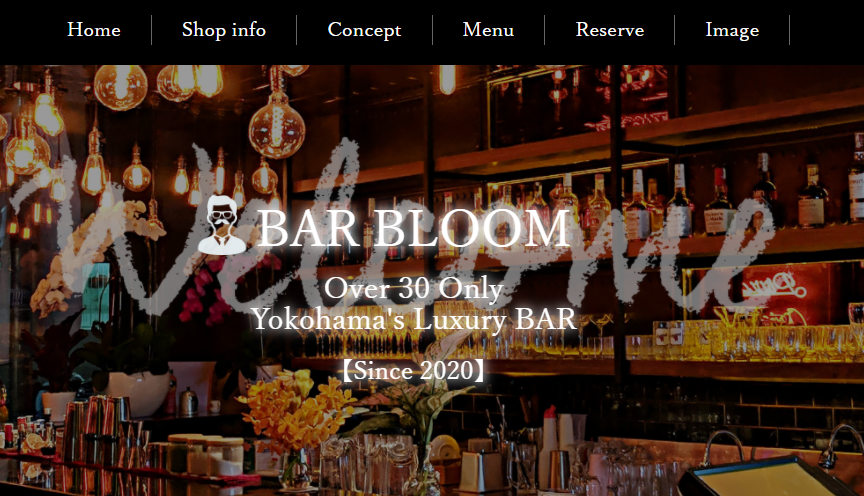 Home Shop info Concept Menu Reserve Image
Welcome
BAR BLOOM
Over 30 Only
Yokohama's Luxury BAR
【Since 2020】